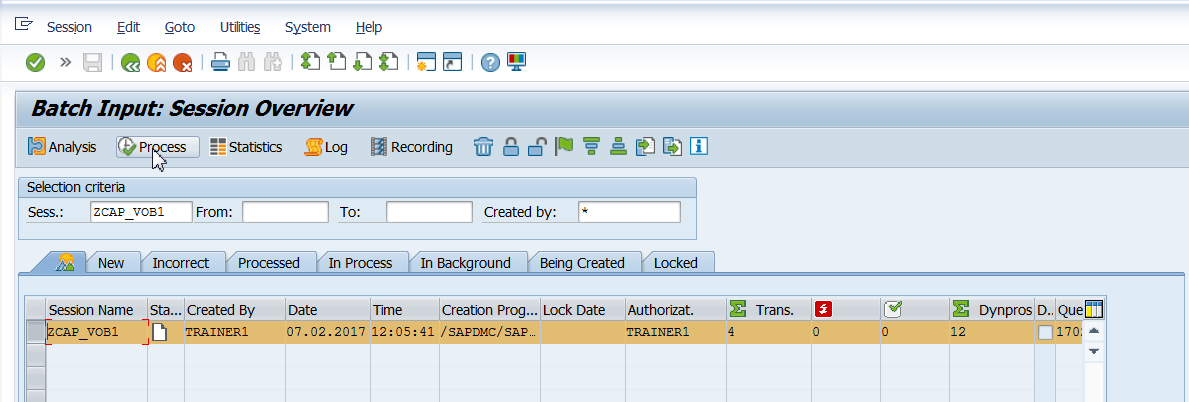 Session Edit Goto Utilities System Help
Batch Input: Session Overview
Analysis Process Statistics Log Recording
Selection criteria
Sess.: ZCAP_VOB1 From: To: Created by: *
New Incorrect Processed In Process In Background Being Created Locked
Session Name Sta... Created By Date Time Creation Prog... Lock Date Authorizat. Trans. Dynpros D.. Que
ZCAP_VOB1 TRAINER1 07.02.2017 12:05:41 /SAPDMC/SAP... TRAINER1 4 0 0 12 1702